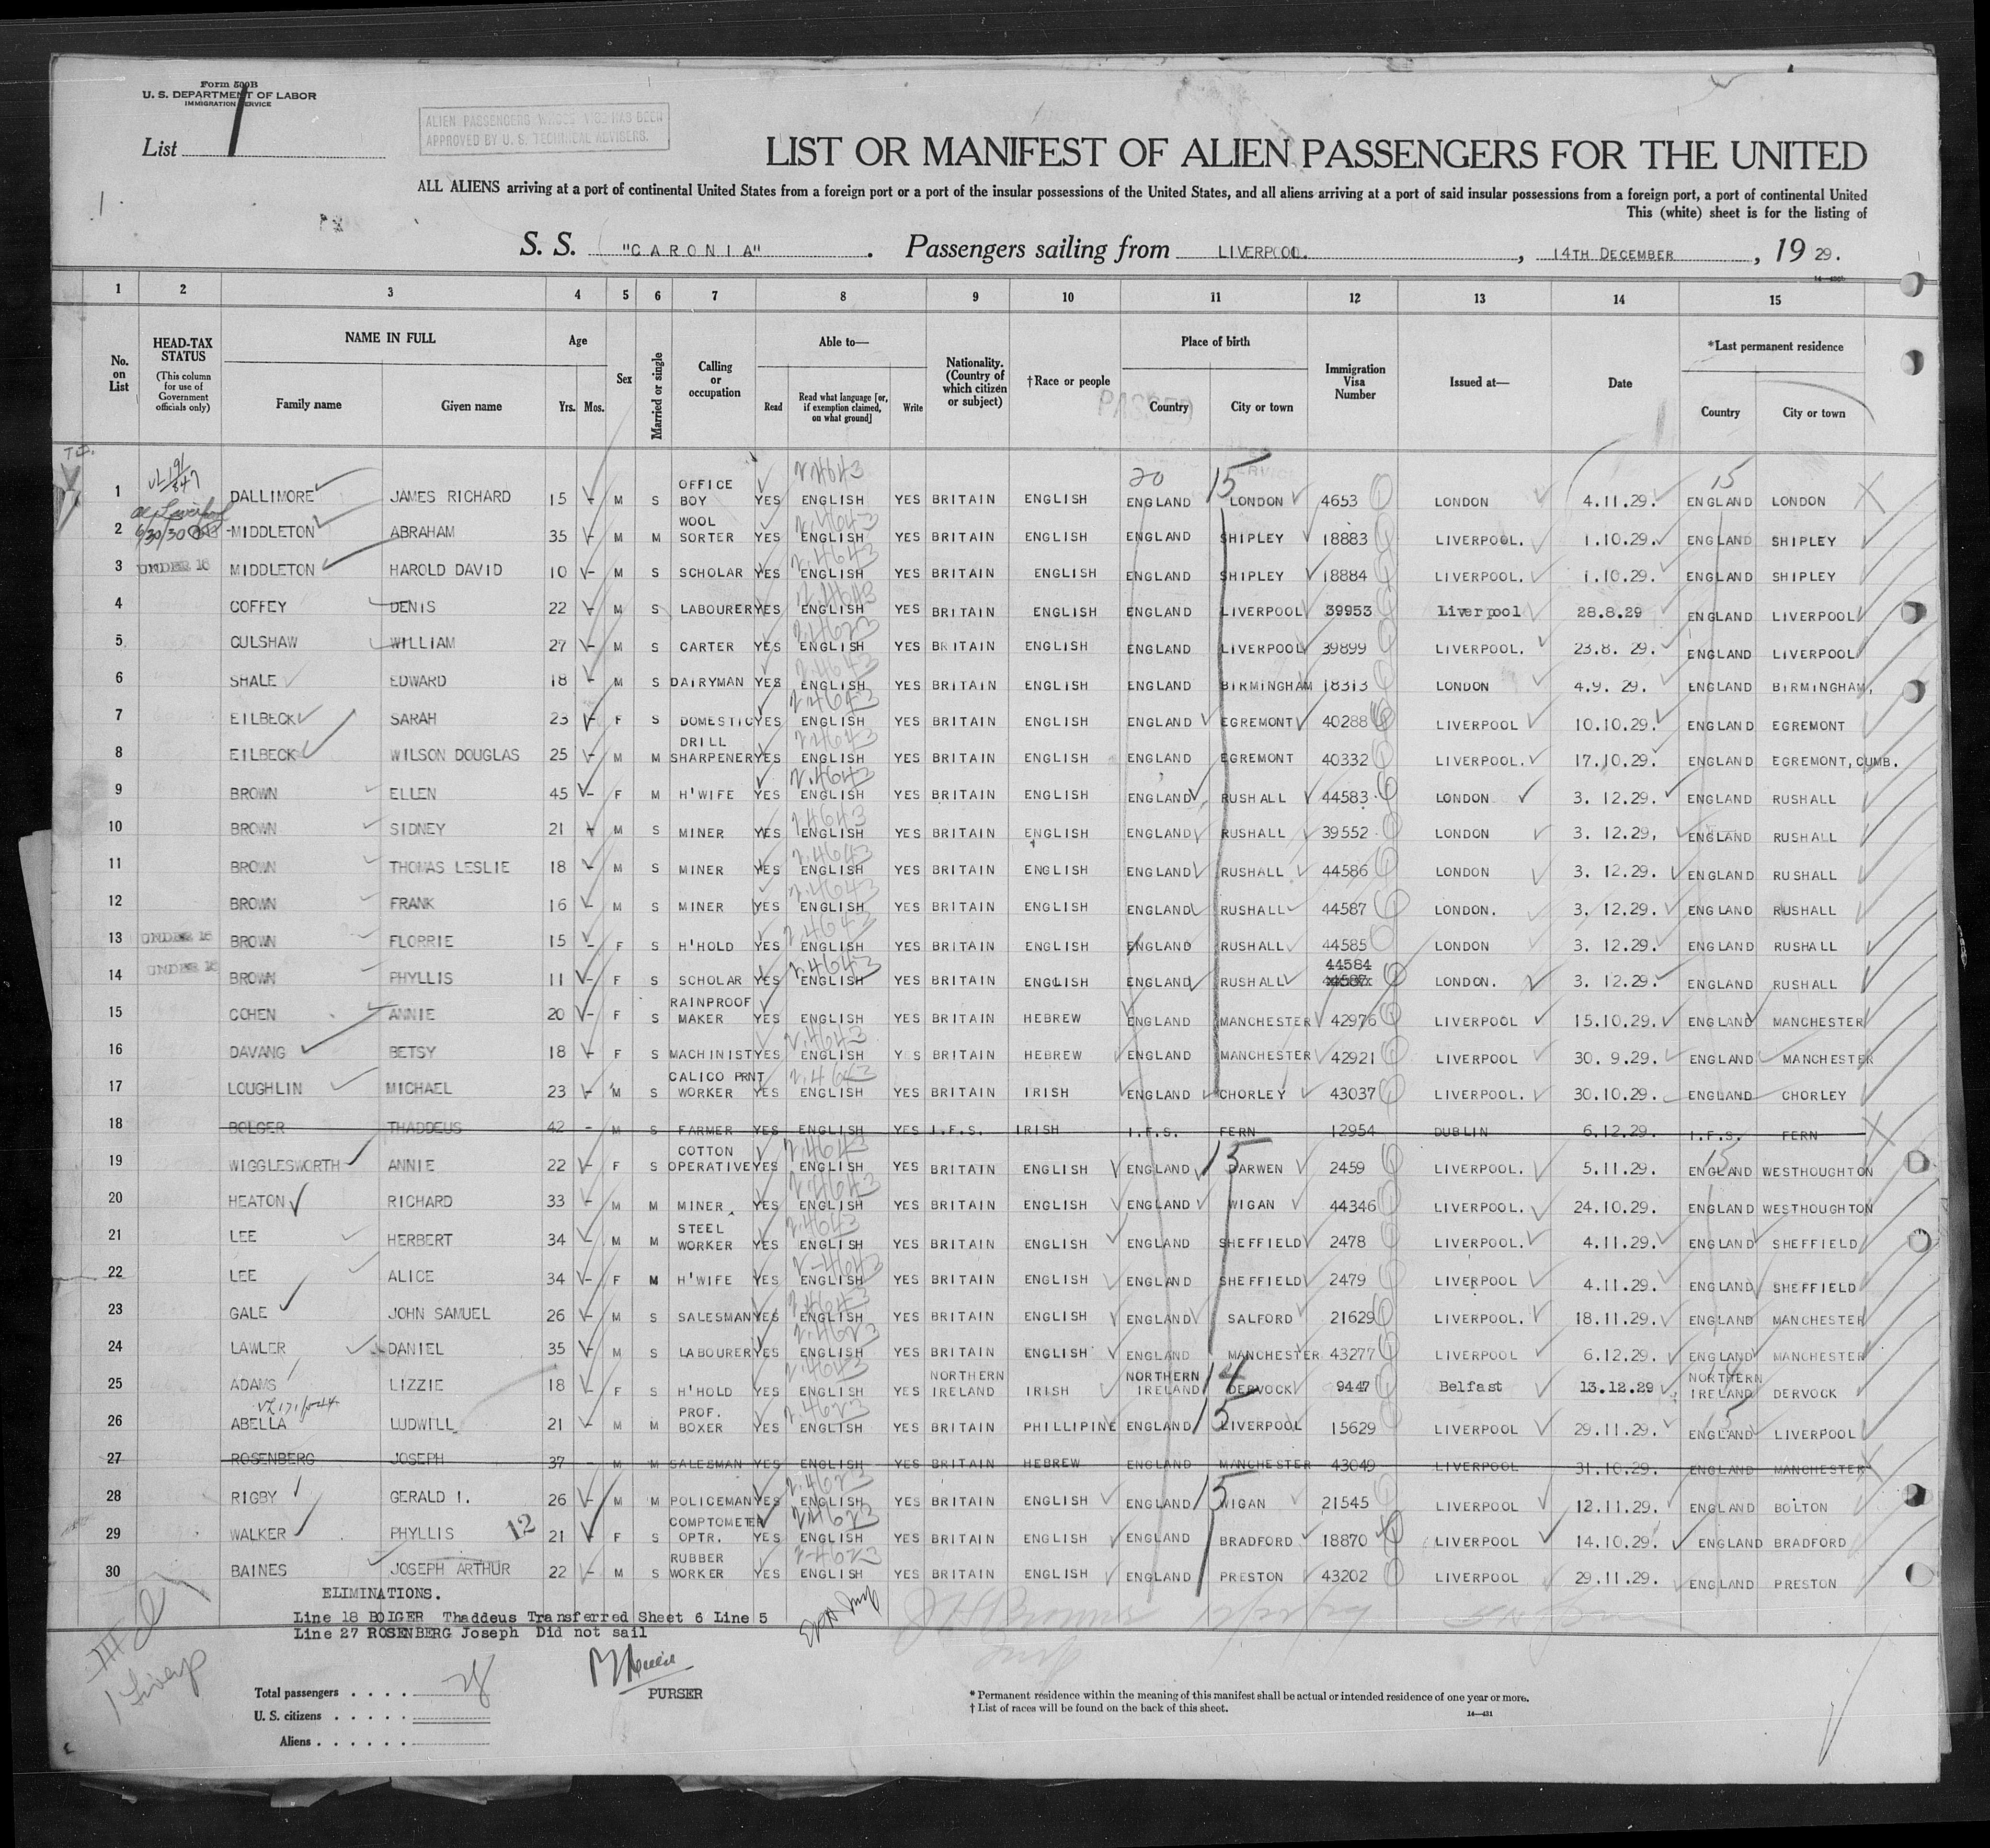 Form 500B
U. S. DEPARTMENT OF LABOR
IMMIGRATION SERVICE
List 1
ALIEN PASSENGERS WHOSE VISE HAS BEEN
APPROVED BY U. S. TECHNICAL ADVISERS.
LIST OR MANIFEST OF ALIEN PASSENGERS FOR THE UNITED
ALL ALIENS arriving at a port of continental United States from a foreign port or a port of the insular possessions of the United States, and all aliens arriving at a port of said insular possessions from a foreign port, a port of continental United
This (white) sheet is for the listing of
S. S. "CARONIA". Passengers sailing from LIVERPOOL. , 14TH DECEMBER , 19 29.
1 2 3 4 5 6 7 8 9 10 11 12 13 14 15
No. on List
HEAD-TAX STATUS (This column for use of Government officials only)
NAME IN FULL Family name Given name
Age Yrs. Mos.
Sex
Married or single
Calling or occupation
Able to— Read Read what language [or, if exemption claimed, on what ground] Write
Nationality. (Country of which citizen or subject)
†Race or people
Place of birth Country City or town
Immigration Visa Number
Issued at—
Date
*Last permanent residence Country City or town
PASSED
1 DALLIMORE JAMES RICHARD 15 - M S OFFICE BOY YES ENGLISH YES BRITAIN ENGLISH ENGLAND LONDON 4653 LONDON 4.11.29. ENGLAND LONDON
2 MIDDLETON ABRAHAM 35 - M M WOOL SORTER YES ENGLISH YES BRITAIN ENGLISH ENGLAND SHIPLEY 18883 LIVERPOOL. 1.10.29. ENGLAND SHIPLEY
3 UNDER 16 MIDDLETON HAROLD DAVID 10 - M S SCHOLAR YES ENGLISH YES BRITAIN ENGLISH ENGLAND SHIPLEY 18884 LIVERPOOL. 1.10.29. ENGLAND SHIPLEY
4 COFFEY DENIS 22 - M S LABOURER YES ENGLISH YES BRITAIN ENGLISH ENGLAND LIVERPOOL 39953 Liverpool 28.8.29 ENGLAND LIVERPOOL
5 CULSHAW WILLIAM 27 - M S CARTER YES ENGLISH YES BRITAIN ENGLISH ENGLAND LIVERPOOL 39899 LIVERPOOL. 23.8. 29. ENGLAND LIVERPOOL
6 SHALE EDWARD 18 - M S DAIRYMAN YES ENGLISH YES BRITAIN ENGLISH ENGLAND BIRMINGHAM 18313 LONDON 4.9. 29. ENGLAND BIRMINGHAM,
7 EILBECK SARAH 23 - F S DOMESTIC YES ENGLISH YES BRITAIN ENGLISH ENGLAND EGREMONT 40288 LIVERPOOL 10.10.29. ENGLAND EGREMONT
8 EILBECK WILSON DOUGLAS 25 - M M DRILL SHARPENER YES ENGLISH YES BRITAIN ENGLISH ENGLAND EGREMONT 40332 LIVERPOOL. 17.10.29. ENGLAND EGREMONT, CUMB.
9 BROWN ELLEN 45 - F M H'WIFE YES ENGLISH YES BRITAIN ENGLISH ENGLAND RUSHALL 44583 LONDON 3. 12.29. ENGLAND RUSHALL
10 BROWN SIDNEY 21 - M S MINER YES ENGLISH YES BRITAIN ENGLISH ENGLAND RUSHALL 39552 LONDON 3. 12.29, ENGLAND RUSHALL
11 BROWN THOMAS LESLIE 18 - M S MINER YES ENGLISH YES BRITAIN ENGLISH ENGLAND RUSHALL 44586 LONDON 3. 12.29. ENGLAND RUSHALL
12 BROWN FRANK 16 - M S MINER YES ENGLISH YES BRITAIN ENGLISH ENGLAND RUSHALL 44587 LONDON. 3. 12.29. ENGLAND RUSHALL
13 UNDER 16 BROWN FLORRIE 15 - F S H'HOLD YES ENGLISH YES BRITAIN ENGLISH ENGLAND RUSHALL 44585 LONDON 3. 12.29. ENGLAND RUSHALL
14 UNDER 16 BROWN PHYLLIS 11 - F S SCHOLAR YES ENGLISH YES BRITAIN ENGLISH ENGLAND RUSHALL 44584 LONDON. 3. 12.29. ENGLAND RUSHALL
15 COHEN ANNIE 20 - F S RAINPROOF MAKER YES ENGLISH YES BRITAIN HEBREW ENGLAND MANCHESTER 42976 LIVERPOOL 15.10.29. ENGLAND MANCHESTER
16 DAVANG BETSY 18 - F S MACHINIST YES ENGLISH Y S BRITAIN HEBREW ENGLAND MANCHESTER 42921 LIVERPOOL 30. 9.29. ENGLAND MANCHESTER
17 LOUGHLIN MICHAEL 23 - M S CALICO PRNT WORKER YES ENGLISH YES BRITAIN IRISH ENGLAND CHORLEY 43037 LIVERPOOL. 30.10.29. ENGLAND CHORLEY
18 BOLGER THADDEUS 42 - M S FARMER YES ENGLISH YES I.F.S. IRISH I.F.S. FERN 12954 DUBLIN 6.12.29. I.F.S. FERN
19 WIGGLESWORTH ANNIE 22 - F S COTTON OPERATIVE YES ENGLISH YES BRITAIN ENGLISH ENGLAND DARWEN 2459 LIVERPOOL. 5.11.29. ENGLAND WESTHOUGHTON
20 HEATON RICHARD 33 - M M MINER YES ENGLISH YES BRITAIN ENGLISH ENGLAND WIGAN 44346 LIVERPOOL. 24.10.29. ENGLAND WESTHOUGHTON
21 LEE HERBERT 34 - M M STEEL WORKER YES ENGLISH YES BRITAIN ENGLISH ENGLAND SHEFFIELD 2478 LIVERPOOL. 4.11.29. ENGLAND SHEFFIELD
22 LEE ALICE 34 - F M H'WIFE YES ENGLISH YES BRITAIN ENGLISH ENGLAND SHEFFIELD 2479 LIVERPOOL 4.11.29. ENGLAND SHEFFIELD
23 GALE JOHN SAMUEL 26 - M S SALESMAN YES ENGLISH YES BRITAIN ENGLISH ENGLAND SALFORD 21629 LIVERPOOL. 18.11.29. ENGLAND MANCHESTER
24 LAWLER DANIEL 35 - M S LABOURER YES ENGLISH YES BRITAIN ENGLISH ENGLAND MANCHESTER 43277 LIVERPOOL 6.12.29. ENGLAND MANCHESTER
25 ADAMS LIZZIE 18 - F S H'HOLD YES ENGLISH YES NORTHERN IRELAND IRISH NORTHERN IRELAND DERVOCK 9447 Belfast 13.12.29 NORTHERN IRELAND DERVOCK
26 ABELLA LUDWILL 21 - M M PROF. BOXER YES ENGLISH YES BRITAIN PHILLIPINE ENGLAND LIVERPOOL 15629 LIVERPOOL 29.11.29. ENGLAND LIVERPOOL
27 ROSENBERG JOSEPH 37 - M M SALESMAN YES ENGLISH YES BRITAIN HEBREW ENGLAND MANCHESTER 43049 LIVERPOOL 31.10.29. ENGLAND MANCHESTER
28 RIGBY GERALD I. 26 - M M POLICEMAN YES ENGLISH YES BRITAIN ENGLISH ENGLAND WIGAN 21545 LIVERPOOL 12.11.29. ENGLAND BOLTON
29 WALKER PHYLLIS 12 21 - F S COMPTOMETER OPTR. YES ENGLISH YES BRITAIN ENGLISH ENGLAND BRADFORD 18870 LIVERPOOL 14.10.29. ENGLAND BRADFORD
30 BAINES JOSEPH ARTHUR 22 - M S RUBBER WORKER YES ENGLISH YES BRITAIN ENGLISH ENGLAND PRESTON 43202 LIVERPOOL 29.11.29. ENGLAND PRESTON
ELIMINATIONS.
Line 18 BOLGER Thaddeus Transferred Sheet 6 Line 5
Line 27 ROSENBERG Joseph Did not sail
PURSER
Total passengers . . . . 28
U. S. citizens . . . . .
Aliens . . . . . .
* Permanent residence within the meaning of this manifest shall be actual or intended residence of one year or more.
† List of races will be found on the back of this sheet.
14—431